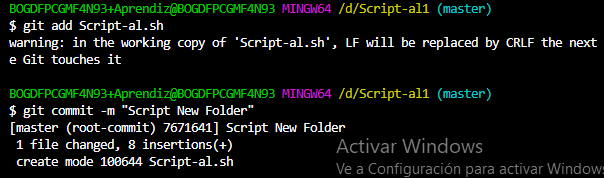 BOGDFPCGMF4N93+Aprendiz@BOGDFPCGMF4N93 MINGW64 /d/Script-al1 (master)
$ git add Script-al.sh
warning: in the working copy of 'Script-al.sh', LF will be replaced by CRLF the next
e Git touches it
BOGDFPCGMF4N93+Aprendiz@BOGDFPCGMF4N93 MINGW64 /d/Script-al1 (master)
$ git commit -m "Script New Folder"
[master (root-commit) 7671641] Script New Folder
1 file changed, 8 insertions(+)
create mode 100644 Script-al.sh
Activar Windows
Ve a Configuración para activar Windows